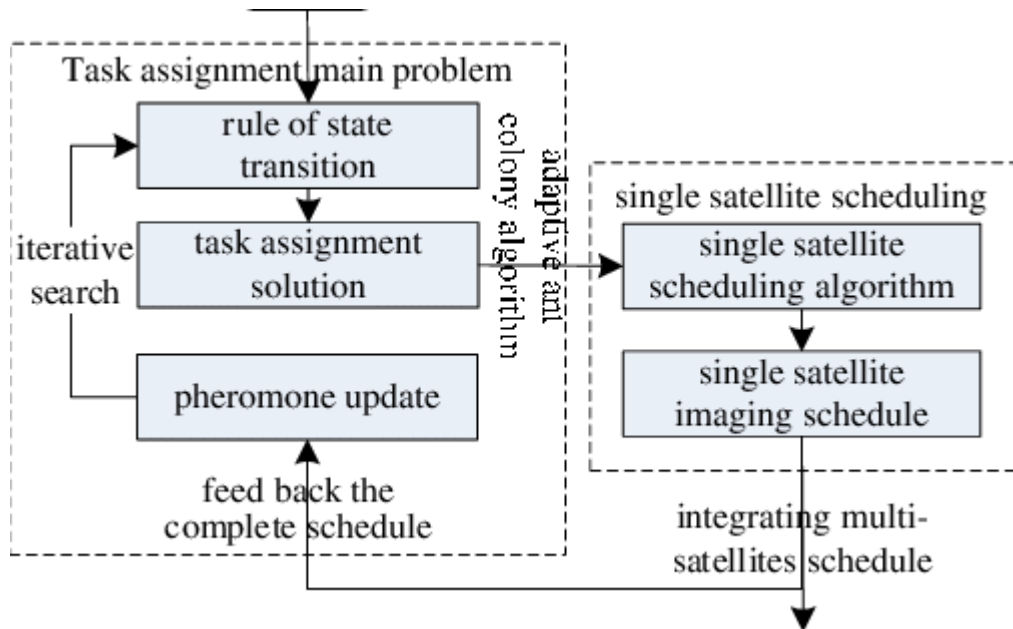 Task assignment main problem
rule of state
transition
task assignment
solution
iterative
search
pheromone update
feed back the
complete schedule
adaptive ant
colony algorithm
single satellite scheduling
single satellite
scheduling algorithm
single satellite
imaging schedule
integrating multi-
satellites schedule